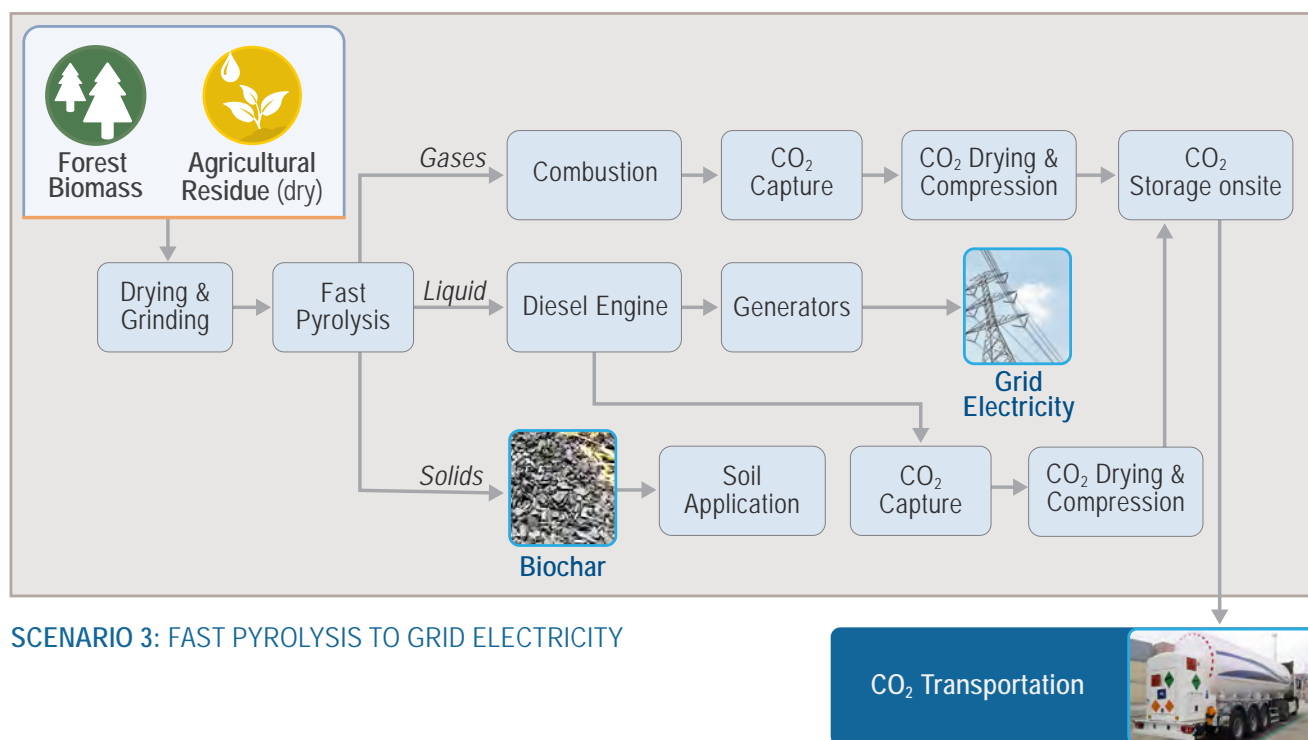 Forest
Biomass
Agricultural
Residue (dry)
Gases
Combustion
CO₂
Capture
CO₂ Drying &
Compression
CO₂
Storage onsite
Drying &
Grinding
Fast
Pyrolysis
Liquid
Diesel Engine
Generators
Grid
Electricity
Solids
Biochar
Soil
Application
CO₂
Capture
CO₂ Drying &
Compression
SCENARIO 3: FAST PYROLYSIS TO GRID ELECTRICITY
CO₂ Transportation